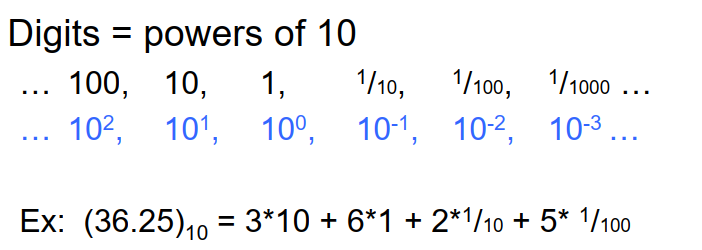 Digits = powers of 10
... 100, 10, 1, ¹/₁₀, ¹/₁₀₀, ¹/₁₀₀₀ ...
... 10², 10¹, 10⁰, 10⁻¹, 10⁻², 10⁻³ ...
Ex: (36.25)₁₀ = 3*10 + 6*1 + 2*¹/₁₀ + 5* ¹/₁₀₀